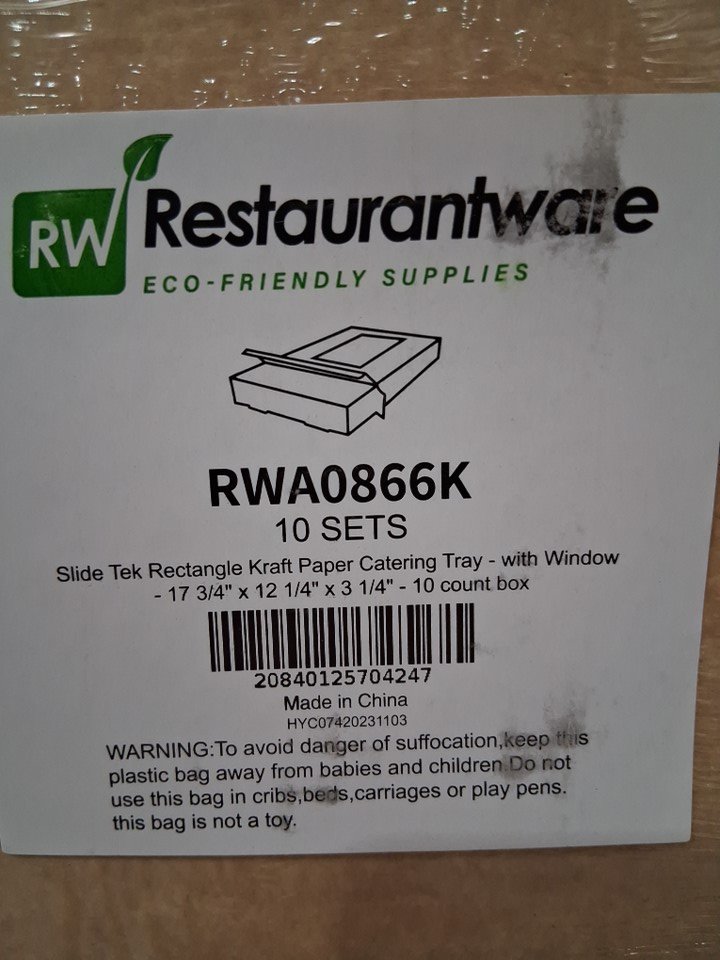 RW Restaurantware
ECO-FRIENDLY SUPPLIES
RWA0866K
10 SETS
Slide Tek Rectangle Kraft Paper Catering Tray - with Window
- 17 3/4" x 12 1/4" x 3 1/4" - 10 count box
20840125704247
Made in China
HYC07420231103
WARNING:To avoid danger of suffocation,keep this
plastic bag away from babies and children.Do not
use this bag in cribs,beds,carriages or play pens.
this bag is not a toy.